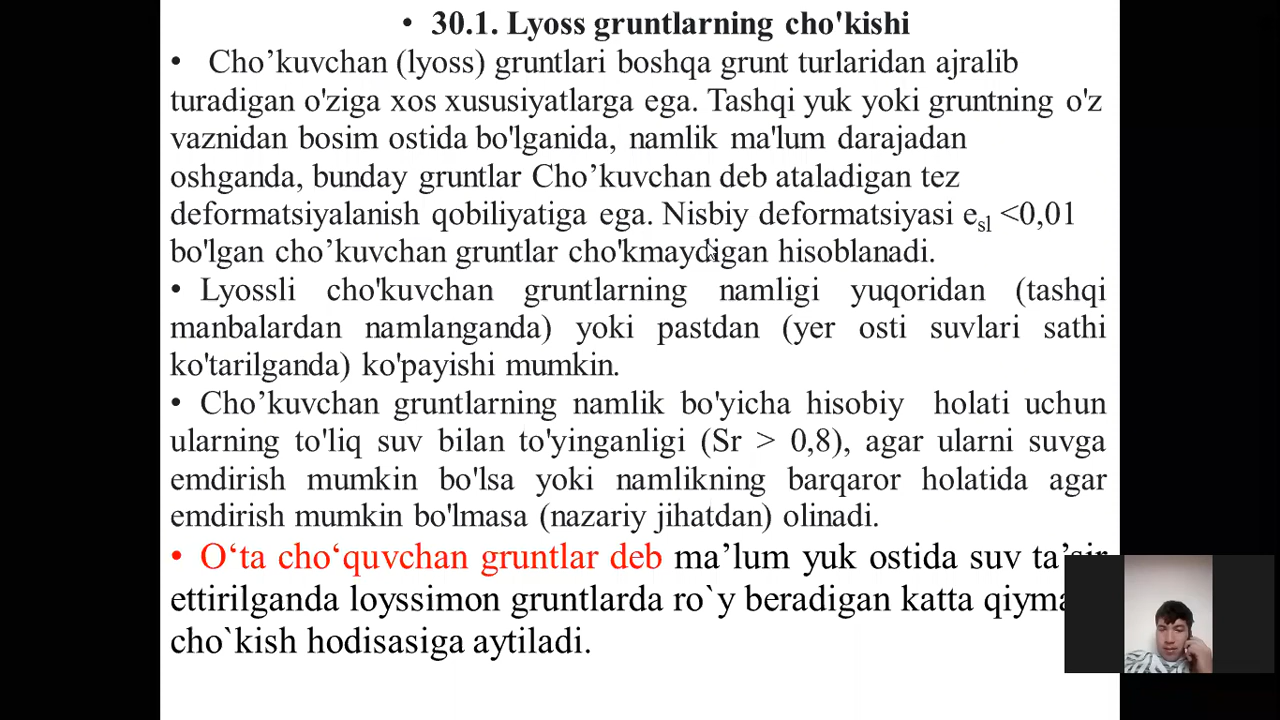 • 30.1. Lyoss gruntlarning cho'kishi
• Cho’kuvchan (lyoss) gruntlari boshqa grunt turlaridan ajralib
turadigan o'ziga xos xususiyatlarga ega. Tashqi yuk yoki gruntning o'z
vaznidan bosim ostida bo'lganida, namlik ma'lum darajadan
oshganda, bunday gruntlar Cho’kuvchan deb ataladigan tez
deformatsiyalanish qobiliyatiga ega. Nisbiy deformatsiyasi esl <0,01
bo'lgan cho’kuvchan gruntlar cho'kmaydigan hisoblanadi.
• Lyossli cho'kuvchan gruntlarning namligi yuqoridan (tashqi
manbalardan namlanganda) yoki pastdan (yer osti suvlari sathi
ko'tarilganda) ko'payishi mumkin.
• Cho’kuvchan gruntlarning namlik bo'yicha hisobiy holati uchun
ularning to'liq suv bilan to'yinganligi (Sr > 0,8), agar ularni suvga
emdirish mumkin bo'lsa yoki namlikning barqaror holatida agar
emdirish mumkin bo'lmasa (nazariy jihatdan) olinadi.
• O‘ta cho‘quvchan gruntlar deb ma’lum yuk ostida suv ta’sir
ettirilganda loyssimon gruntlarda ro`y beradigan katta
cho`kish hodisasiga aytiladi.